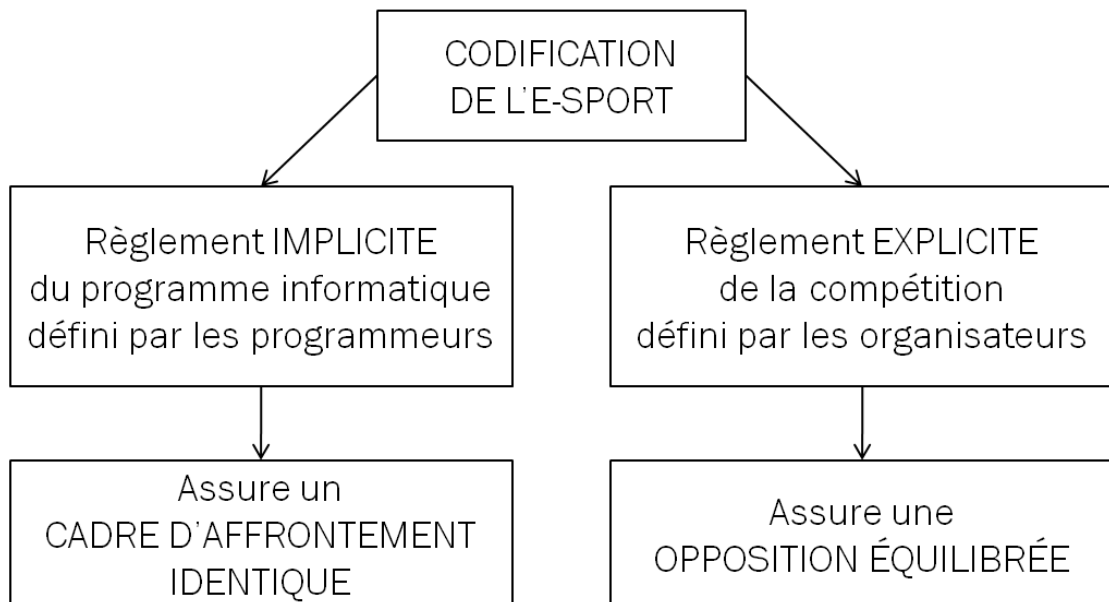 CODIFICATION
DE L'E-SPORT
Règlement IMPLICITE
du programme informatique
défini par les programmeurs
Règlement EXPLICITE
de la compétition
défini par les organisateurs
Assure un
CADRE D'AFFRONTEMENT
IDENTIQUE
Assure une
OPPOSITION ÉQUILIBRÉE